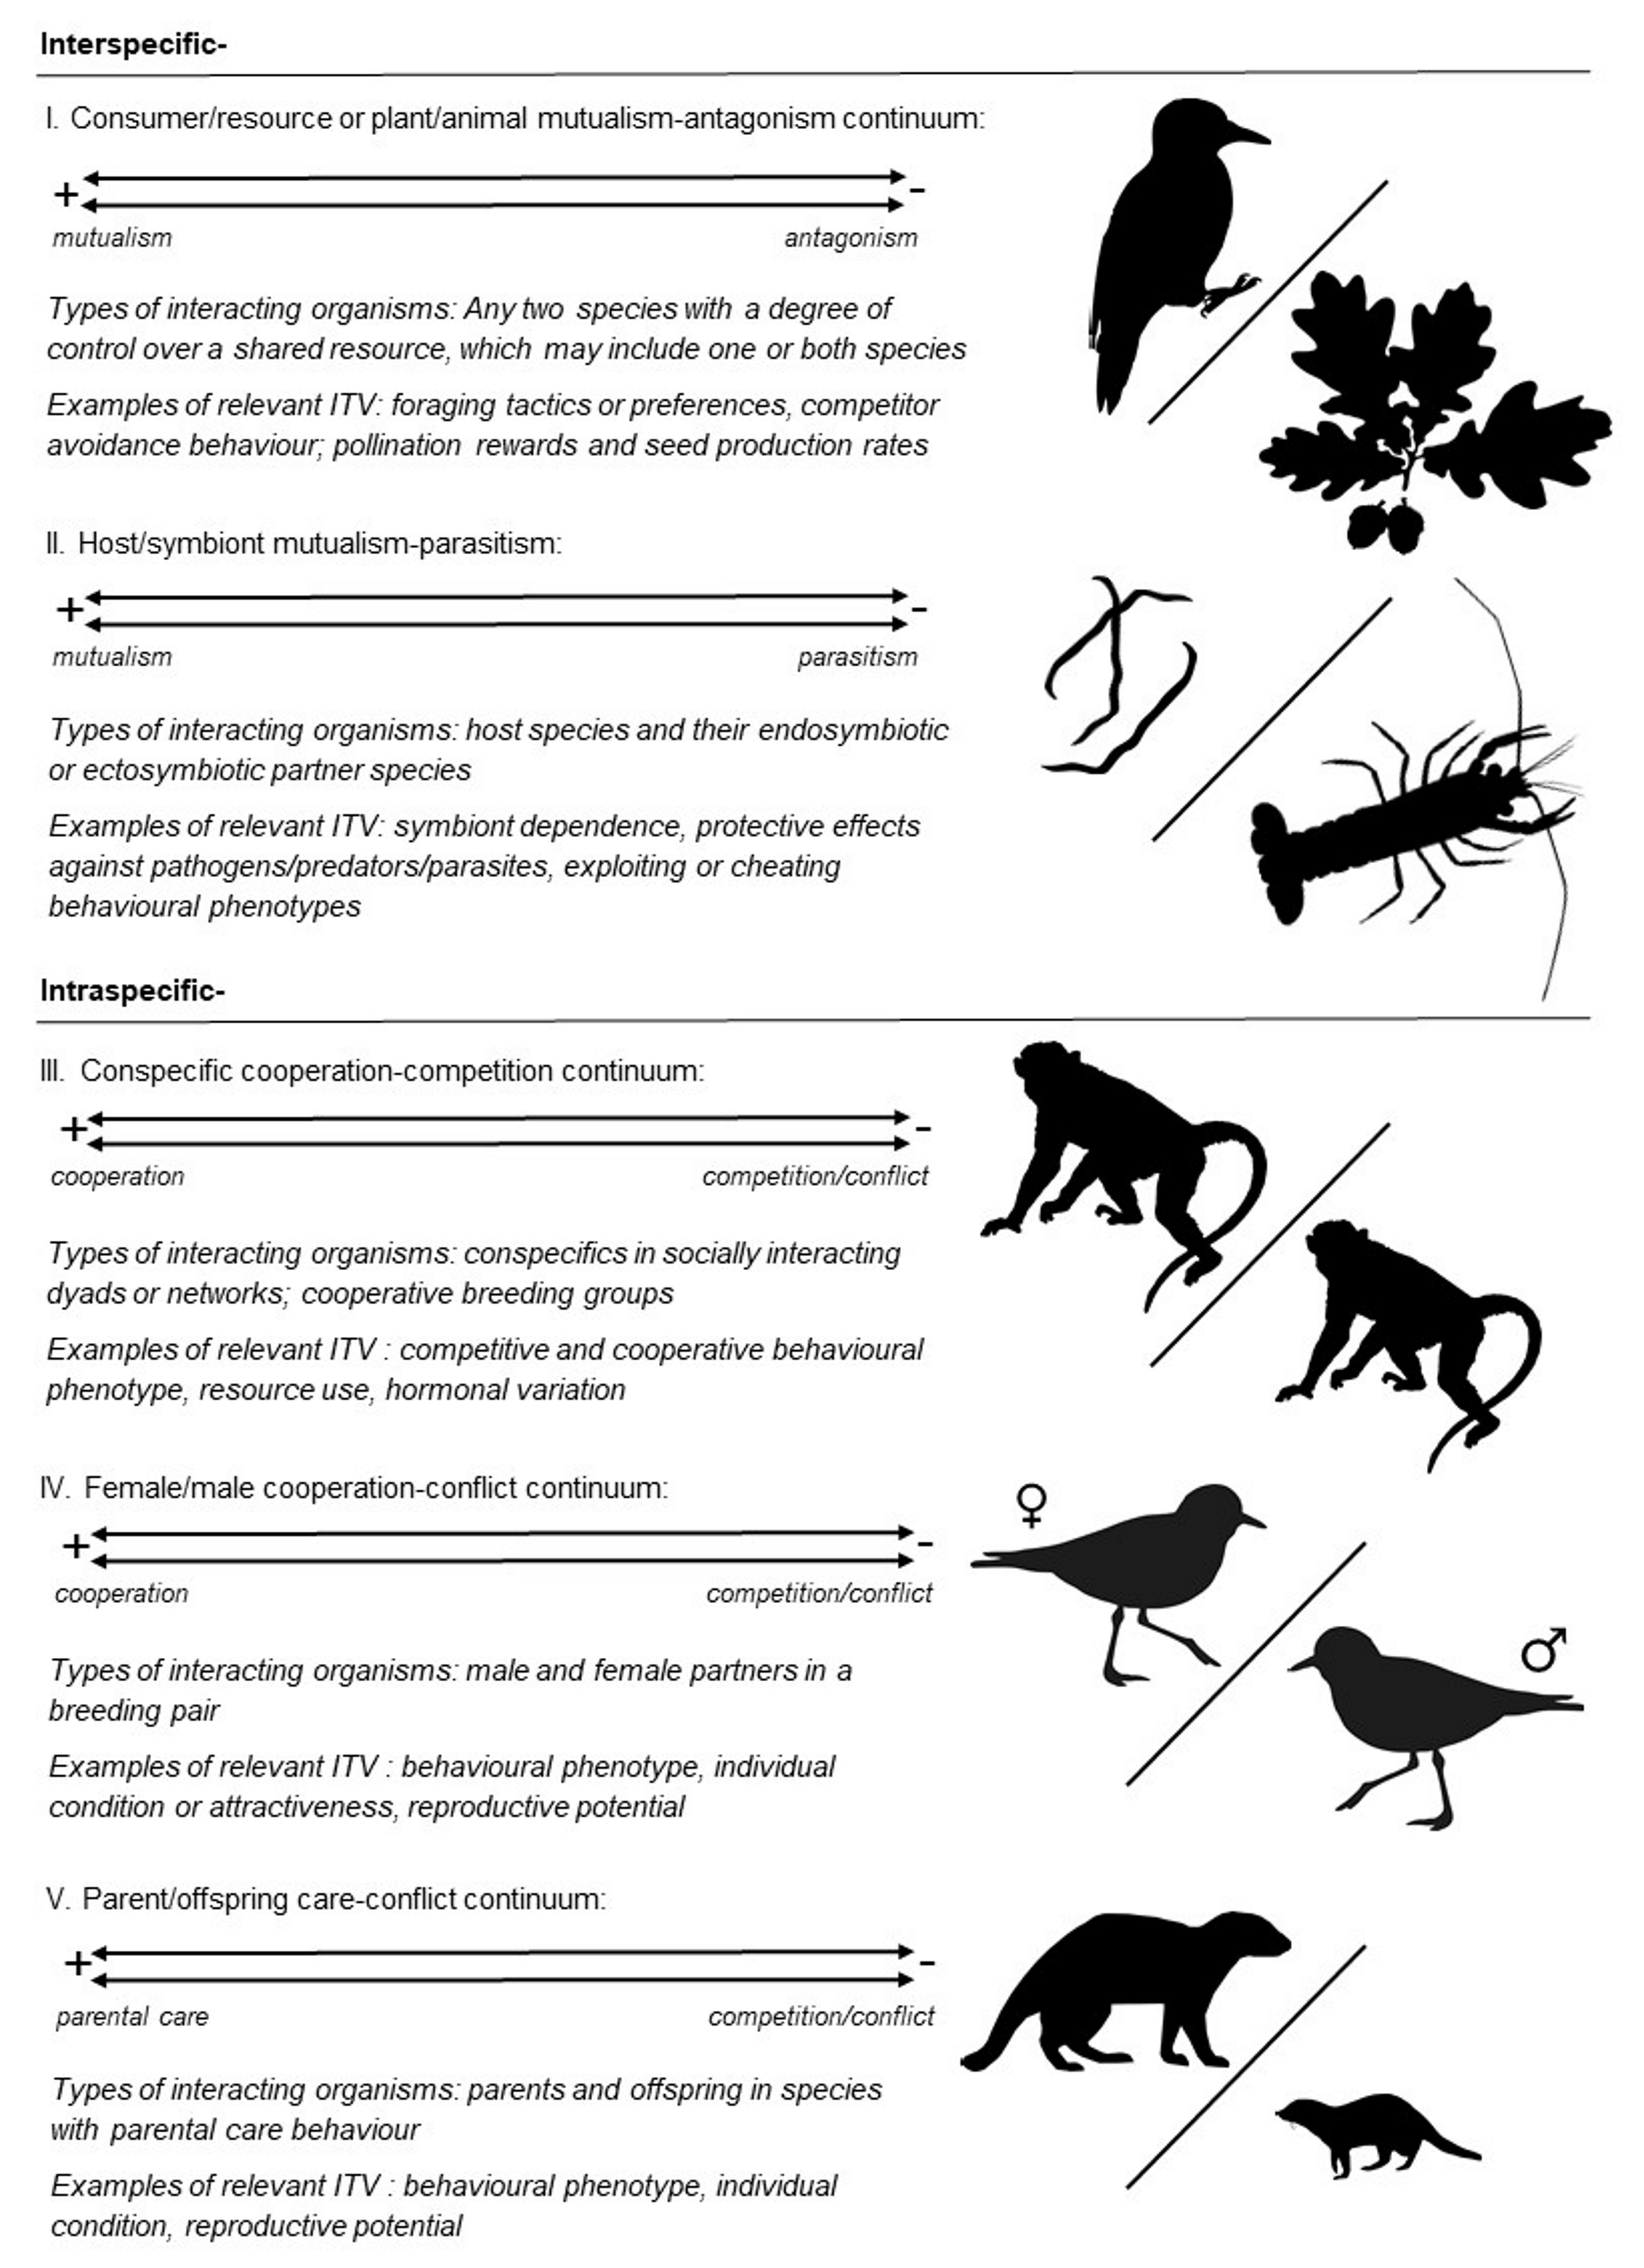 Interspecific-
I. Consumer/resource or plant/animal mutualism-antagonism continuum:
+ -
mutualism antagonism
Types of interacting organisms: Any two species with a degree of
control over a shared resource, which may include one or both species
Examples of relevant ITV: foraging tactics or preferences, competitor
avoidance behaviour; pollination rewards and seed production rates
II. Host/symbiont mutualism-parasitism:
+ -
mutualism parasitism
Types of interacting organisms: host species and their endosymbiotic
or ectosymbiotic partner species
Examples of relevant ITV: symbiont dependence, protective effects
against pathogens/predators/parasites, exploiting or cheating
behavioural phenotypes
Intraspecific-
III. Conspecific cooperation-competition continuum:
+ -
cooperation competition/conflict
Types of interacting organisms: conspecifics in socially interacting
dyads or networks; cooperative breeding groups
Examples of relevant ITV : competitive and cooperative behavioural
phenotype, resource use, hormonal variation
IV. Female/male cooperation-conflict continuum:
+ -
cooperation competition/conflict
♀
♂
Types of interacting organisms: male and female partners in a
breeding pair
Examples of relevant ITV : behavioural phenotype, individual
condition or attractiveness, reproductive potential
V. Parent/offspring care-conflict continuum:
+ -
parental care competition/conflict
Types of interacting organisms: parents and offspring in species
with parental care behaviour
Examples of relevant ITV : behavioural phenotype, individual
condition, reproductive potential